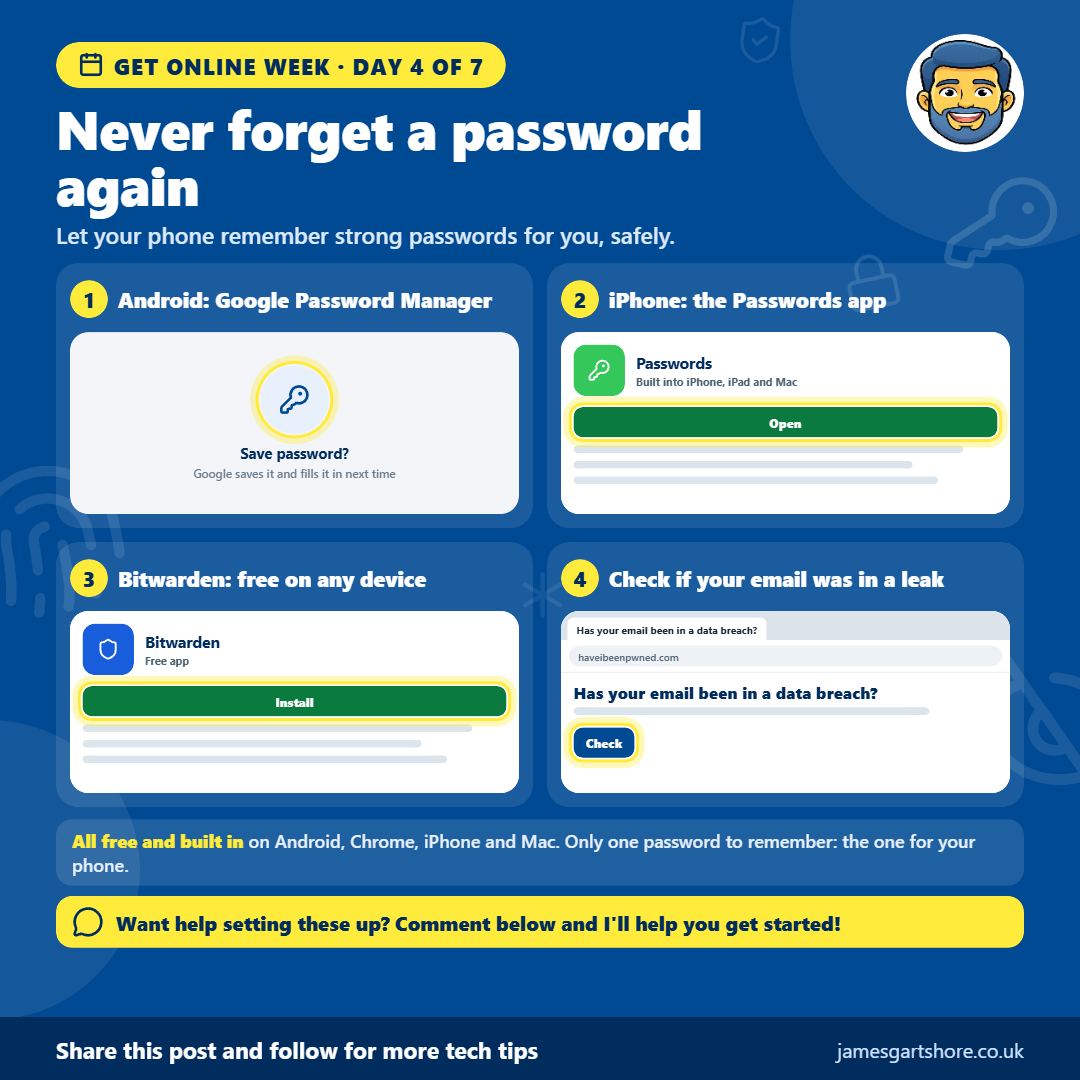 GET ONLINE WEEK · DAY 4 OF 7
Never forget a password
again
Let your phone remember strong passwords for you, safely.
1 Android: Google Password Manager
Save password?
Google saves it and fills it in next time
2 iPhone: the Passwords app
Passwords
Built into iPhone, iPad and Mac
Open
3 Bitwarden: free on any device
Bitwarden
Free app
Install
4 Check if your email was in a leak
Has your email been in a data breach?
haveibeenpwned.com
Has your email been in a data breach?
Check
All free and built in on Android, Chrome, iPhone and Mac. Only one password to remember: the one for your
phone.
Want help setting these up? Comment below and I'll help you get started!
Share this post and follow for more tech tips
jamesgartshore.co.uk